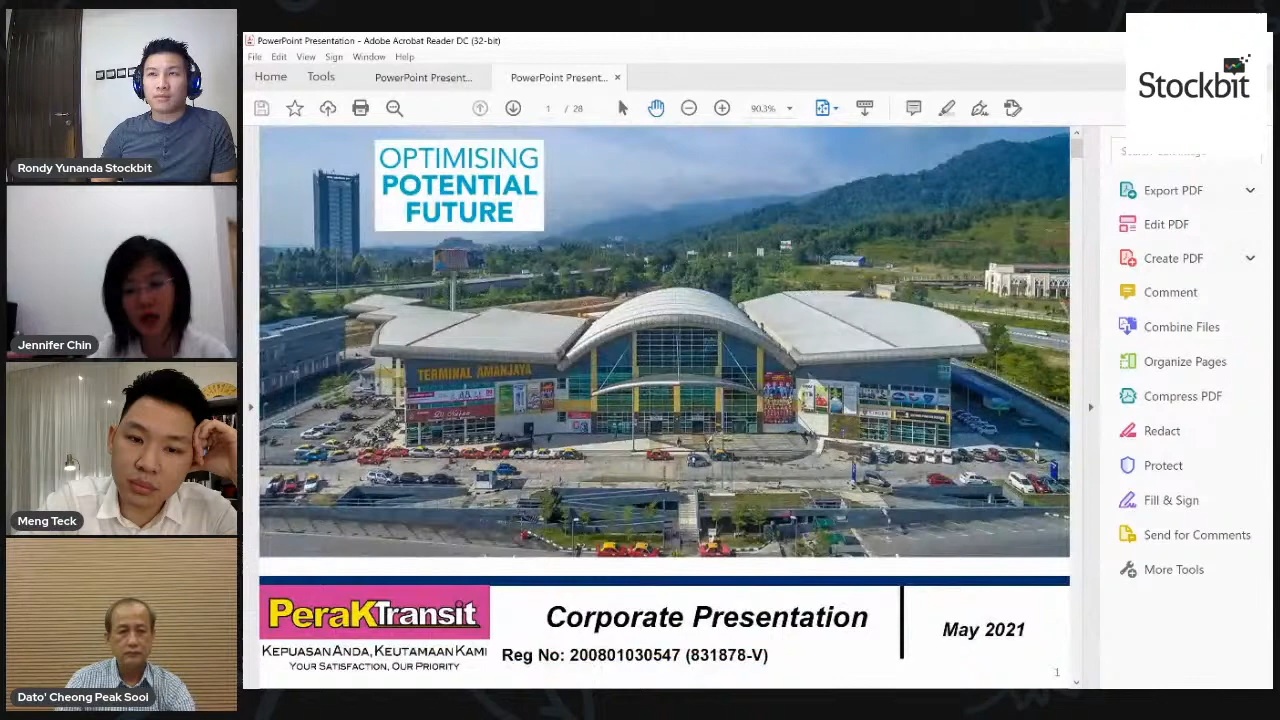 Rondy Yunanda Stockbit
Jennifer Chin
Meng Teck
Dato' Cheong Peak Sooi
PowerPoint Presentation - Adobe Acrobat Reader DC (32-bit)
File Edit View Sign Window Help
Home Tools PowerPoint Present... PowerPoint Present... ×
1 / 28 90.3%
OPTIMISING
POTENTIAL
FUTURE
TERMINAL AMANJAYA
PeraKTransit
KEPUASAN ANDA, KEUTAMAAN KAMI
YOUR SATISFACTION, OUR PRIORITY
Corporate Presentation
Reg No: 200801030547 (831878-V)
May 2021
1
Stockbit
Export PDF
Edit PDF
Create PDF
Comment
Combine Files
Organize Pages
Compress PDF
Redact
Protect
Fill & Sign
Send for Comments
More Tools